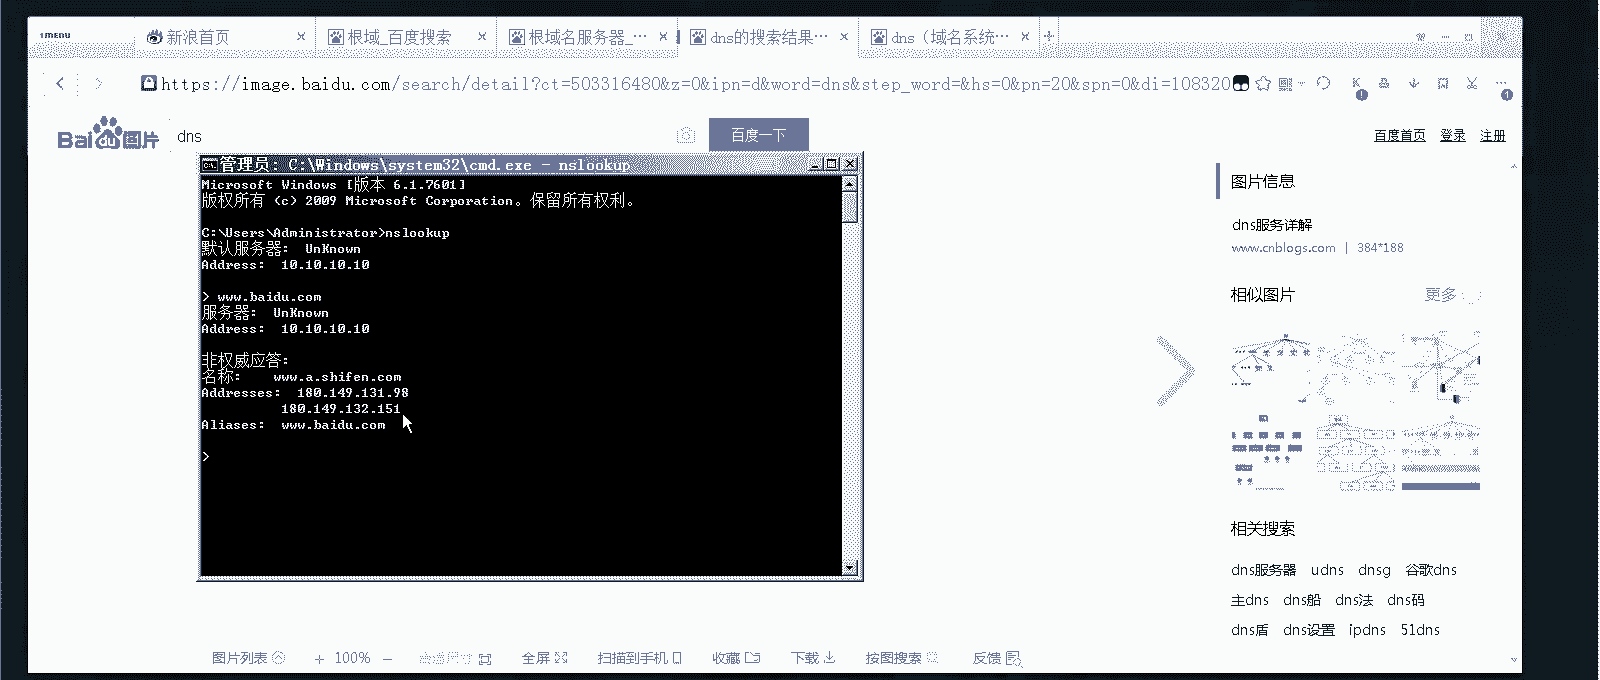 1MENU 新浪首页 × 根域_百度搜索 × 根域名服务器_… × dns的搜索结果… × dns（域名系统… × +
https://image.baidu.com/search/detail?ct=503316480&z=0&ipn=d&word=dns&step_word=&hs=0&pn=20&spn=0&di=108320
Bai du 图片 dns 百度一下 百度首页 登录 注册
管理员: C:\Windows\system32\cmd.exe - nslookup
Microsoft Windows [版本 6.1.7601]
版权所有 (c) 2009 Microsoft Corporation。保留所有权利。
C:\Users\Administrator>nslookup
默认服务器:  UnKnown
Address:  10.10.10.10
> www.baidu.com
服务器:  UnKnown
Address:  10.10.10.10
非权威应答:
名称:    www.a.shifen.com
Addresses:  180.149.131.98
180.149.132.151
Aliases:  www.baidu.com
>
图片信息
dns服务详解
www.cnblogs.com | 384*188
相似图片 更多
相关搜索
dns服务器 udns dnsg 谷歌dns
主dns dns船 dns法 dns码
dns盾 dns设置 ipdns 51dns
图片列表 + 100% − 全屏 扫描到手机 收藏 下载 按图搜索 反馈